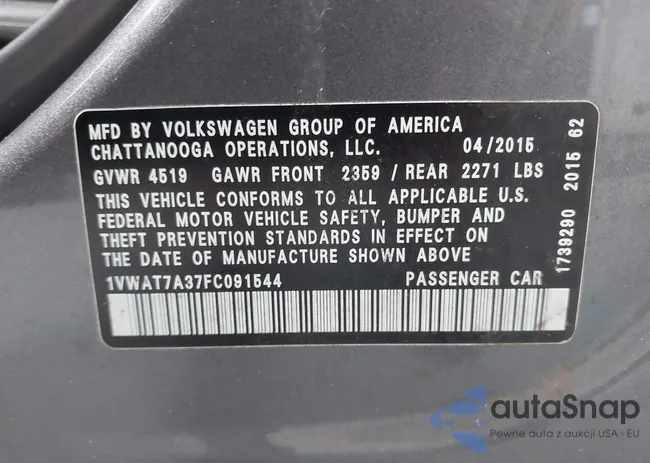 MFD BY VOLKSWAGEN GROUP OF AMERICA
CHATTANOOGA OPERATIONS, LLC. 04/2015
GVWR 4519 GAWR FRONT 2359 / REAR 2271 LBS
THIS VEHICLE CONFORMS TO ALL APPLICABLE U.S.
FEDERAL MOTOR VEHICLE SAFETY, BUMPER AND
THEFT PREVENTION STANDARDS IN EFFECT ON
THE DATE OF MANUFACTURE SHOWN ABOVE
1VWAT7A37FC091544 PASSENGER CAR
1739290 2015 62
autaSnap
Pewne auta z aukcji USA i EU